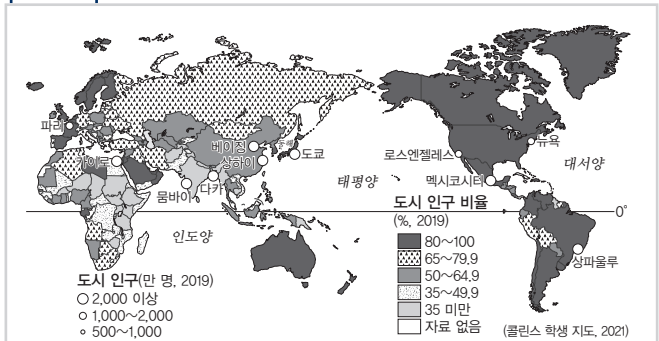 파리
카이로
베이징
상하이
동해
도쿄
뭄바이
다카
인도양
태평양
로스엔젤레스
뉴욕
멕시코시티
대서양
상파울루
0°
도시 인구(만 명, 2019)
2,000 이상
1,000~2,000
500~1,000
도시 인구 비율
(%, 2019)
80~100
65~79.9
50~64.9
35~49.9
35 미만
자료 없음
(콜린스 학생 지도, 2021)